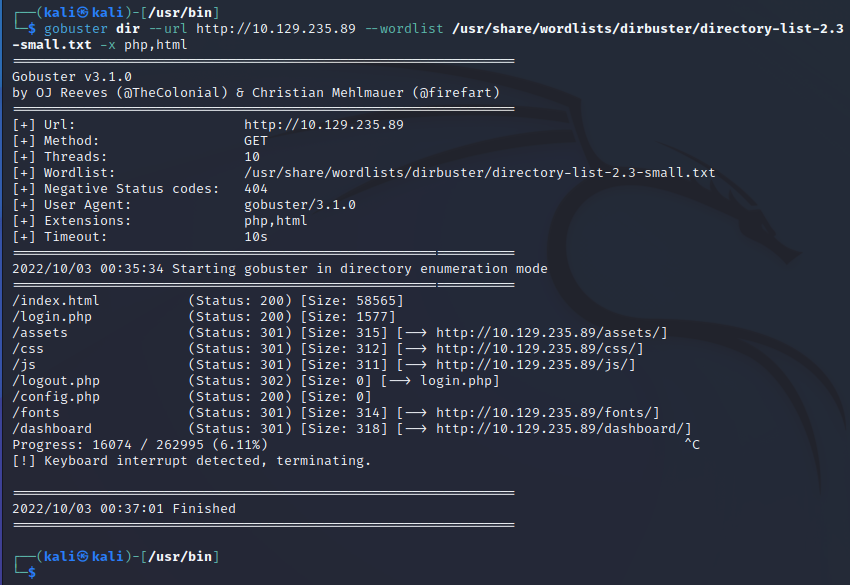 ┌──(kali㉿kali)-[/usr/bin]
└─$ gobuster dir --url http://10.129.235.89 --wordlist /usr/share/wordlists/dirbuster/directory-list-2.3
-small.txt -x php,html
===============================================================
Gobuster v3.1.0
by OJ Reeves (@TheColonial) & Christian Mehlmauer (@firefart)
===============================================================
[+] Url:                     http://10.129.235.89
[+] Method:                  GET
[+] Threads:                 10
[+] Wordlist:                /usr/share/wordlists/dirbuster/directory-list-2.3-small.txt
[+] Negative Status codes:   404
[+] User Agent:              gobuster/3.1.0
[+] Extensions:              php,html
[+] Timeout:                 10s
===============================================================
2022/10/03 00:35:34 Starting gobuster in directory enumeration mode
===============================================================
/index.html           (Status: 200) [Size: 58565]
/login.php            (Status: 200) [Size: 1577]
/assets               (Status: 301) [Size: 315] [--> http://10.129.235.89/assets/]
/css                  (Status: 301) [Size: 312] [--> http://10.129.235.89/css/]
/js                   (Status: 301) [Size: 311] [--> http://10.129.235.89/js/]
/logout.php           (Status: 302) [Size: 0] [--> login.php]
/config.php           (Status: 200) [Size: 0]
/fonts                (Status: 301) [Size: 314] [--> http://10.129.235.89/fonts/]
/dashboard            (Status: 301) [Size: 318] [--> http://10.129.235.89/dashboard/]
Progress: 16074 / 262995 (6.11%)                                                     ^C
[!] Keyboard interrupt detected, terminating.
===============================================================
2022/10/03 00:37:01 Finished
===============================================================
┌──(kali㉿kali)-[/usr/bin]
└─$